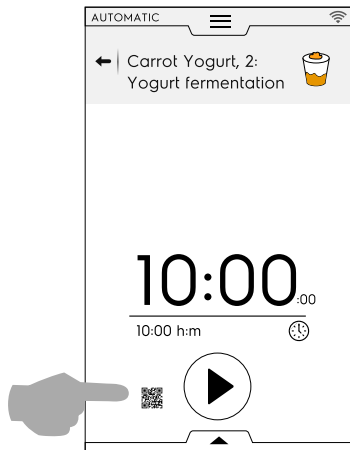 AUTOMATIC
Carrot Yogurt, 2:
Yogurt fermentation
10:00:00
10:00 h:m